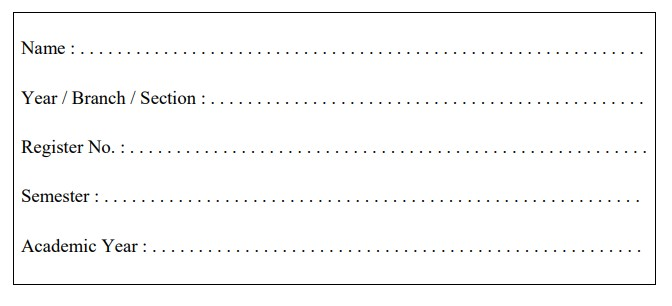 Name : . . . . . . . . . . . . . . . . . . . . . . . . . . . . . . . . . . . . . . . . . . . . . . . . . . . . . . . . . . . . .
Year / Branch / Section : . . . . . . . . . . . . . . . . . . . . . . . . . . . . . . . . . . . . . . . . . . . . . . .
Register No. : . . . . . . . . . . . . . . . . . . . . . . . . . . . . . . . . . . . . . . . . . . . . . . . . . . . . . . . .
Semester : . . . . . . . . . . . . . . . . . . . . . . . . . . . . . . . . . . . . . . . . . . . . . . . . . . . . . . . . . .
Academic Year : . . . . . . . . . . . . . . . . . . . . . . . . . . . . . . . . . . . . . . . . . . . . . . . . . . . . .